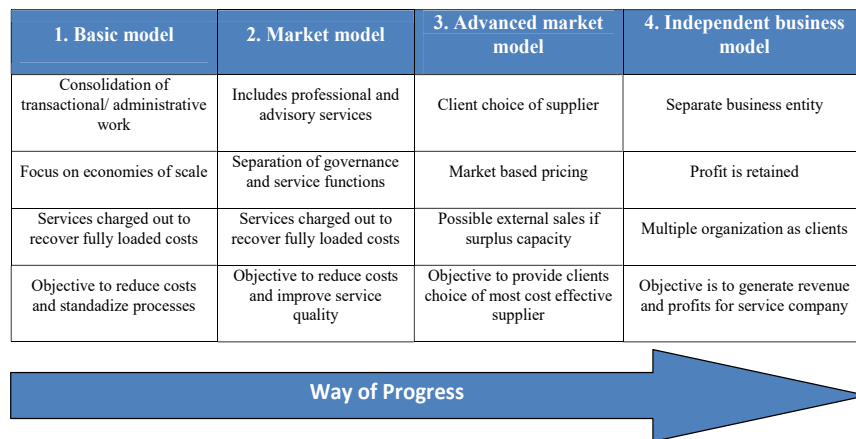 1. Basic model
2. Market model
3. Advanced market
model
4. Independent business
model
Consolidation of
transactional/ administrative
work
Includes professional and
advisory services
Client choice of supplier
Separate business entity
Focus on economies of scale
Separation of governance
and service functions
Market based pricing
Profit is retained
Services charged out to
recover fully loaded costs
Services charged out to
recover fully loaded costs
Possible external sales if
surplus capacity
Multiple organization as clients
Objective to reduce costs
and standadize processes
Objective to reduce costs
and improve service
quality
Objective to provide clients
choice of most cost effective
supplier
Objective is to generate revenue
and profits for service company
Way of Progress